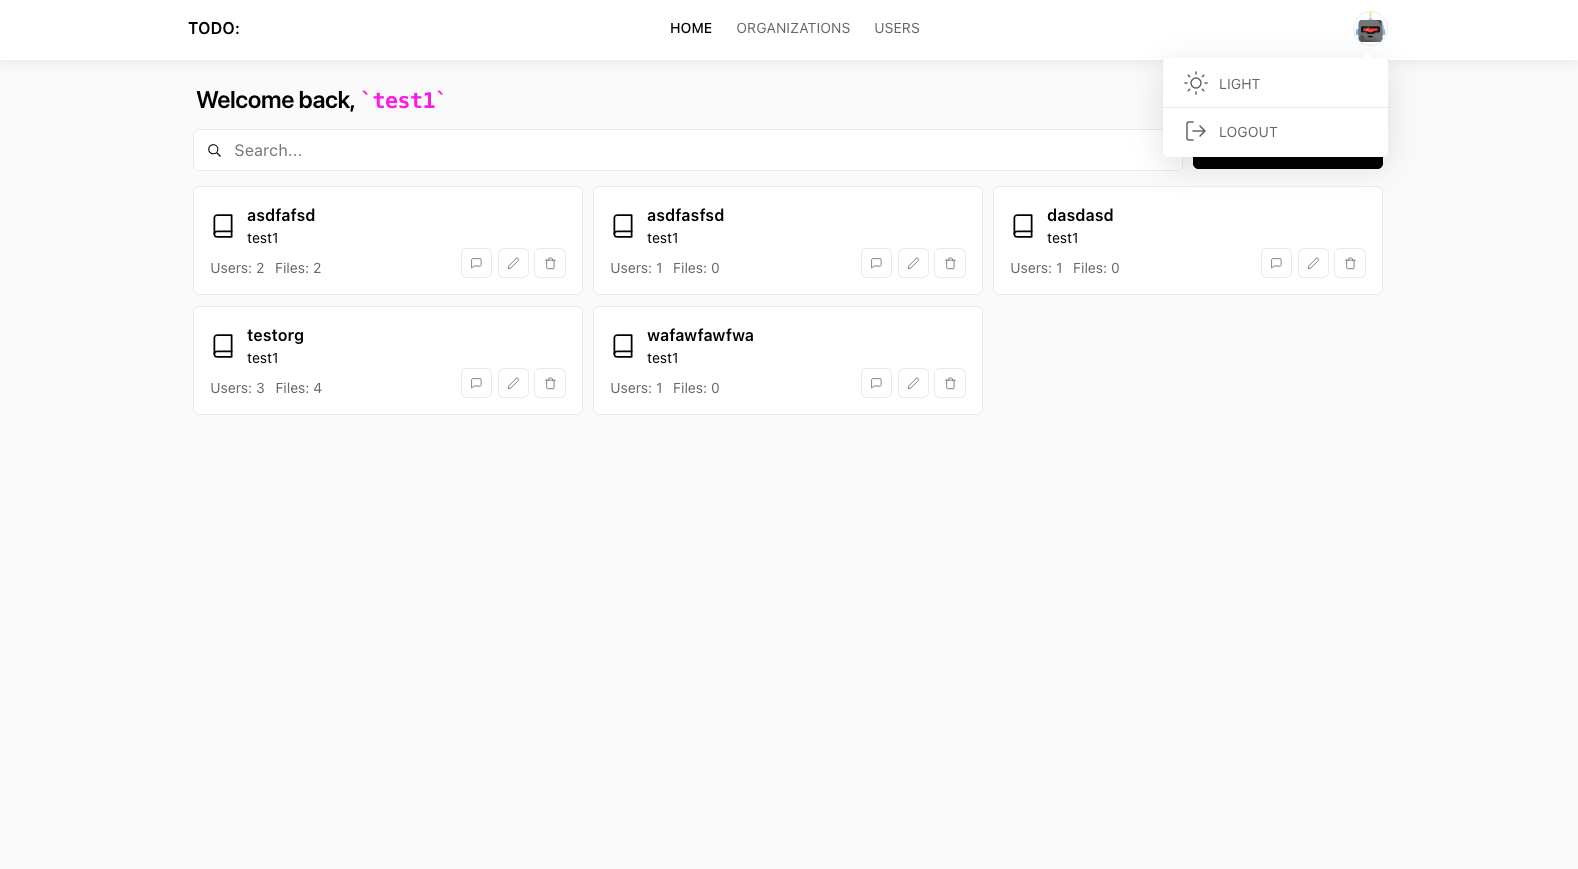 TODO:
HOME ORGANIZATIONS USERS
LIGHT
LOGOUT
Welcome back, `test1`
Search...
asdfafsd
test1
Users: 2 Files: 2
asdfasfsd
test1
Users: 1 Files: 0
dasdasd
test1
Users: 1 Files: 0
testorg
test1
Users: 3 Files: 4
wafawfawfwa
test1
Users: 1 Files: 0